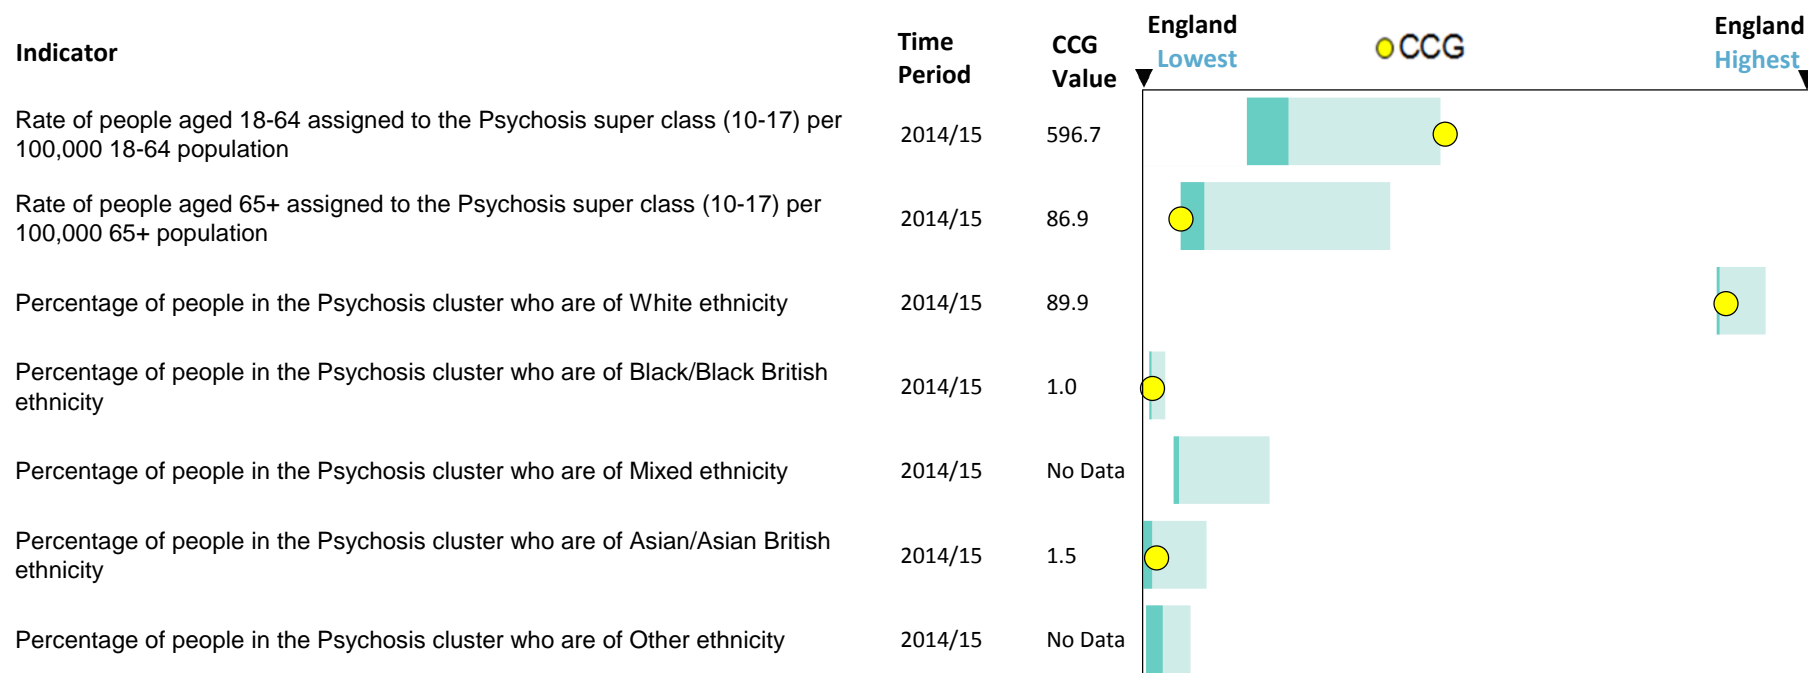 Indicator
Time Period
CCG Value
England Lowest
CCG
England Highest
Rate of people aged 18-64 assigned to the Psychosis super class (10-17) per
100,000 18-64 population
2014/15
596.7
Rate of people aged 65+ assigned to the Psychosis super class (10-17) per
100,000 65+ population
2014/15
86.9
Percentage of people in the Psychosis cluster who are of White ethnicity
2014/15
89.9
Percentage of people in the Psychosis cluster who are of Black/Black British
ethnicity
2014/15
1.0
Percentage of people in the Psychosis cluster who are of Mixed ethnicity
2014/15
No Data
Percentage of people in the Psychosis cluster who are of Asian/Asian British
ethnicity
2014/15
1.5
Percentage of people in the Psychosis cluster who are of Other ethnicity
2014/15
No Data